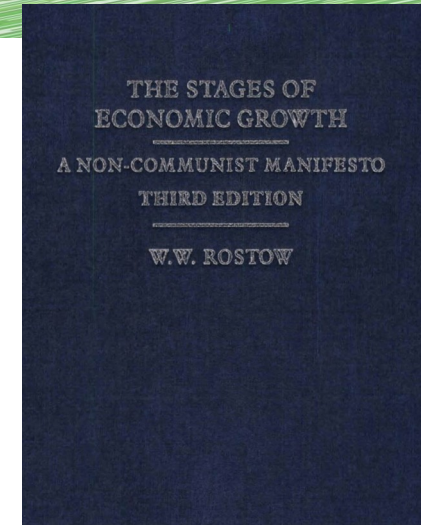 THE STAGES OF
ECONOMIC GROWTH
A NON-COMMUNIST MANIFESTO
THIRD EDITION
W.W. ROSTOW